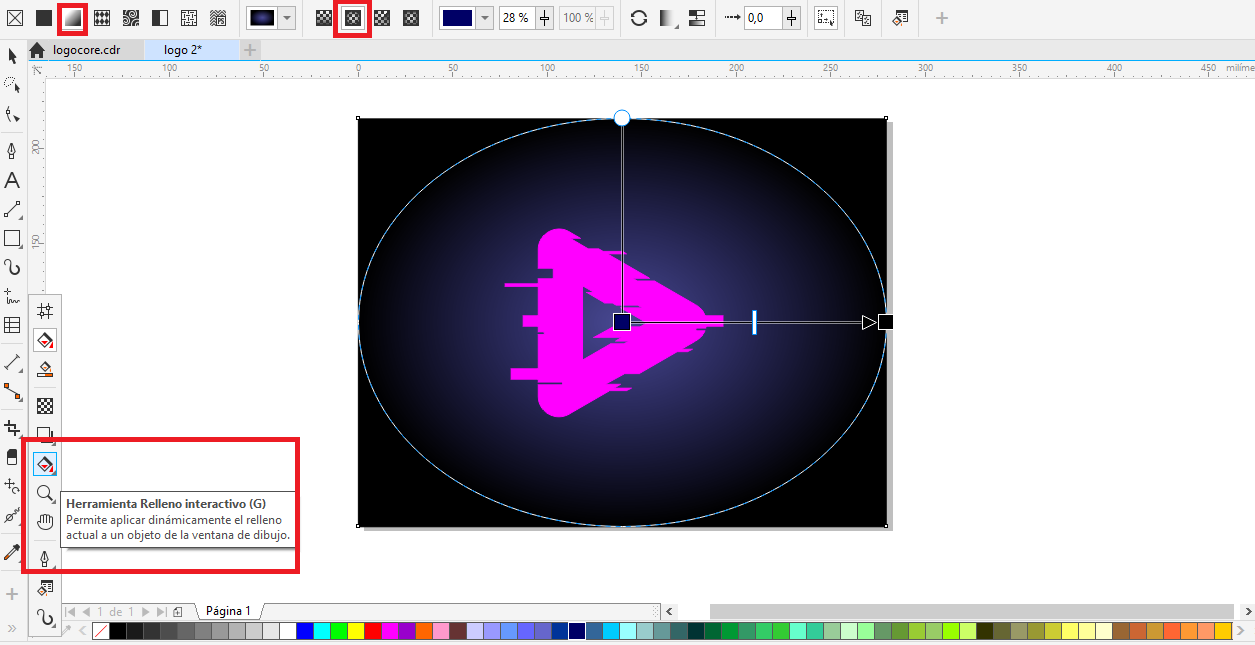 28 %
100 %
0,0
logocore.cdr
logo 2*
150 100 50 0 50 100 150 200 250 300 350 400 450 milíme
200
150
Herramienta Relleno interactivo (G)
Permite aplicar dinámicamente el relleno
actual a un objeto de la ventana de dibujo.
1 de 1
Página 1